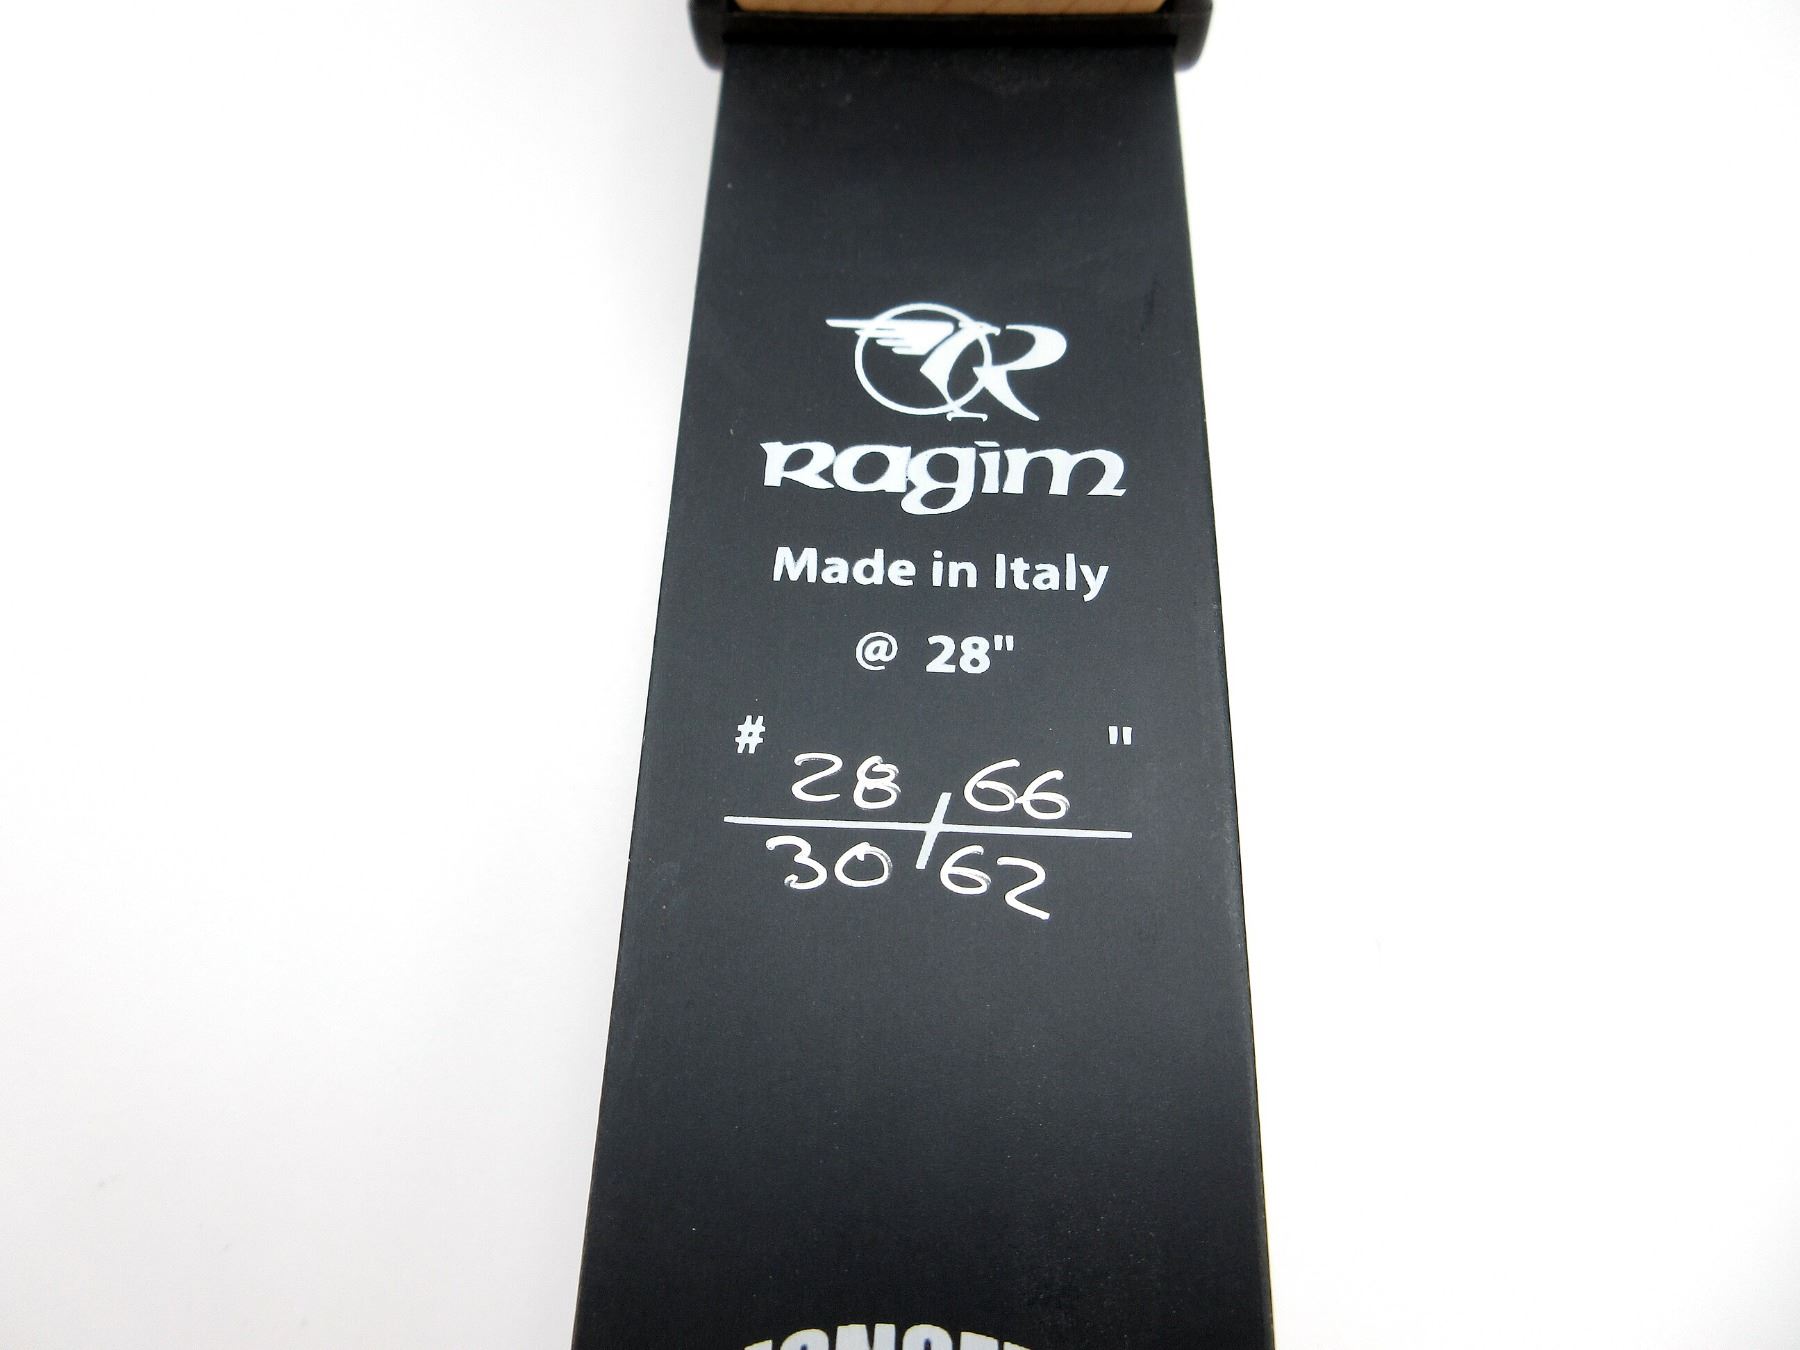 R
Ragim
Made in Italy
@ 28"
# "
28 / 66
30 / 62